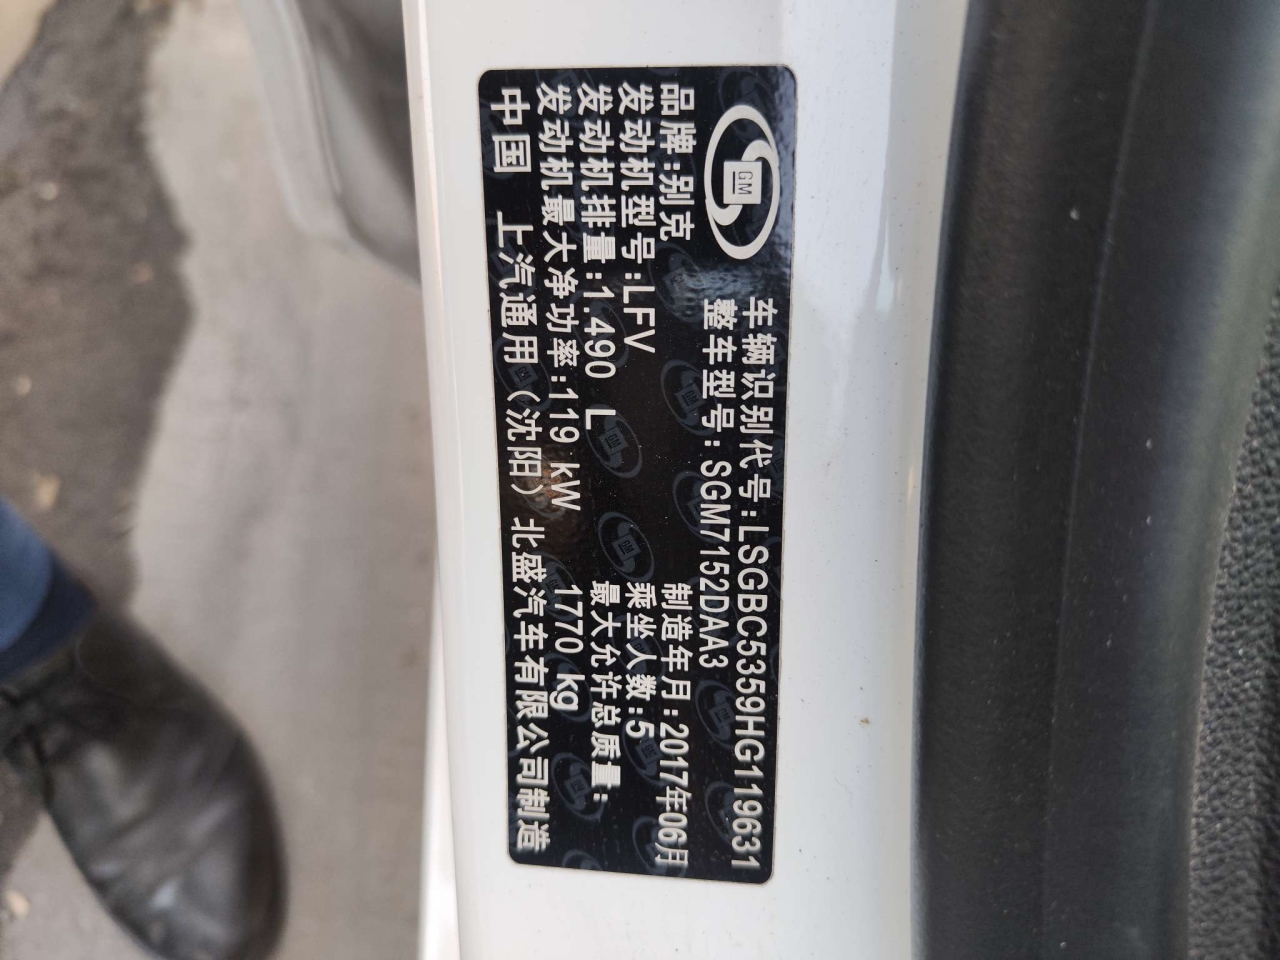 GM
车辆识别代号:LSGBC5359HG119631
整车型号:SGM7152DAA3
品牌:别克
制造年月:2017年06月
发动机型号:LFV
乘坐人数:5
发动机排量:1.490 L
最大允许总质量:
发动机最大净功率:119 kW
1770 kg
中国 上汽通用(沈阳)北盛汽车有限公司制造